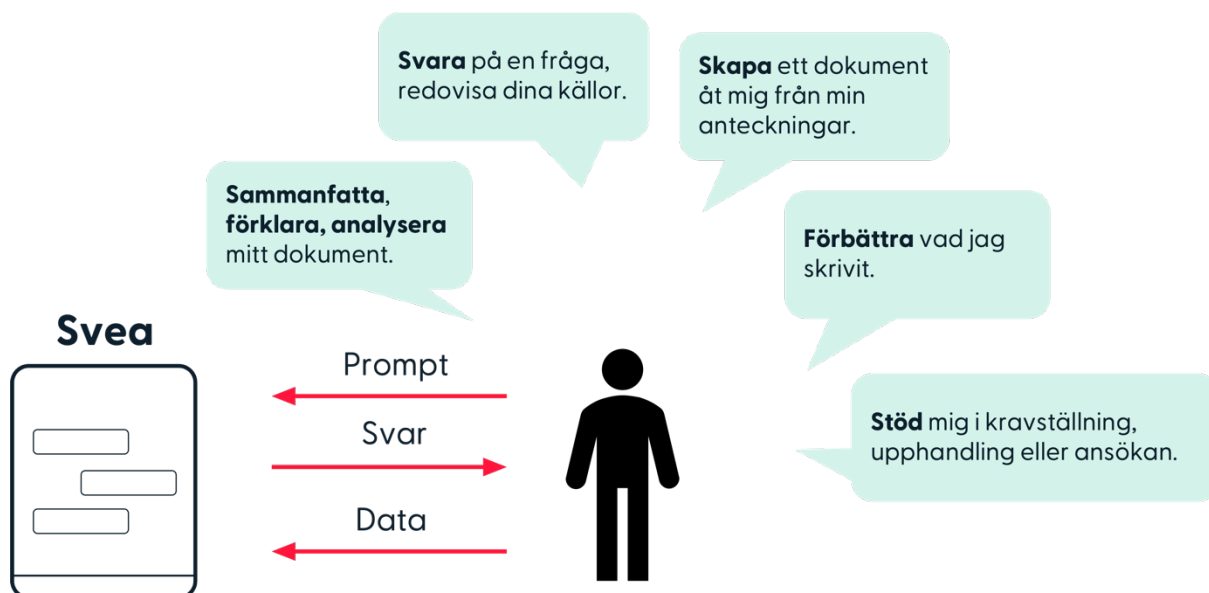 Svara på en fråga,
redovisa dina källor.
Skapa ett dokument
åt mig från min
anteckningar.
Sammanfatta,
förklara, analysera
mitt dokument.
Förbättra vad jag
skrivit.
Svea
Prompt
Svar
Data
Stöd mig i kravställning,
upphandling eller ansökan.